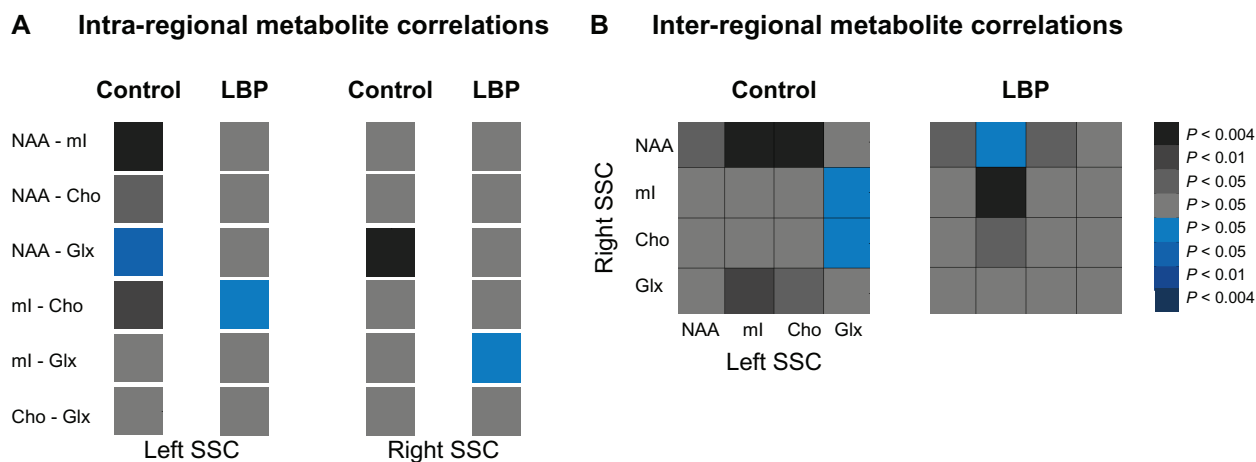 A Intra-regional metabolite correlations
Control LBP Control LBP
NAA - mI
NAA - Cho
NAA - Glx
mI - Cho
mI - Glx
Cho - Glx
Left SSC Right SSC
B Inter-regional metabolite correlations
Control LBP
Right SSC
NAA
mI
Cho
Glx
NAA mI Cho Glx
Left SSC
P < 0.004
P < 0.01
P < 0.05
P > 0.05
P > 0.05
P < 0.05
P < 0.01
P < 0.004